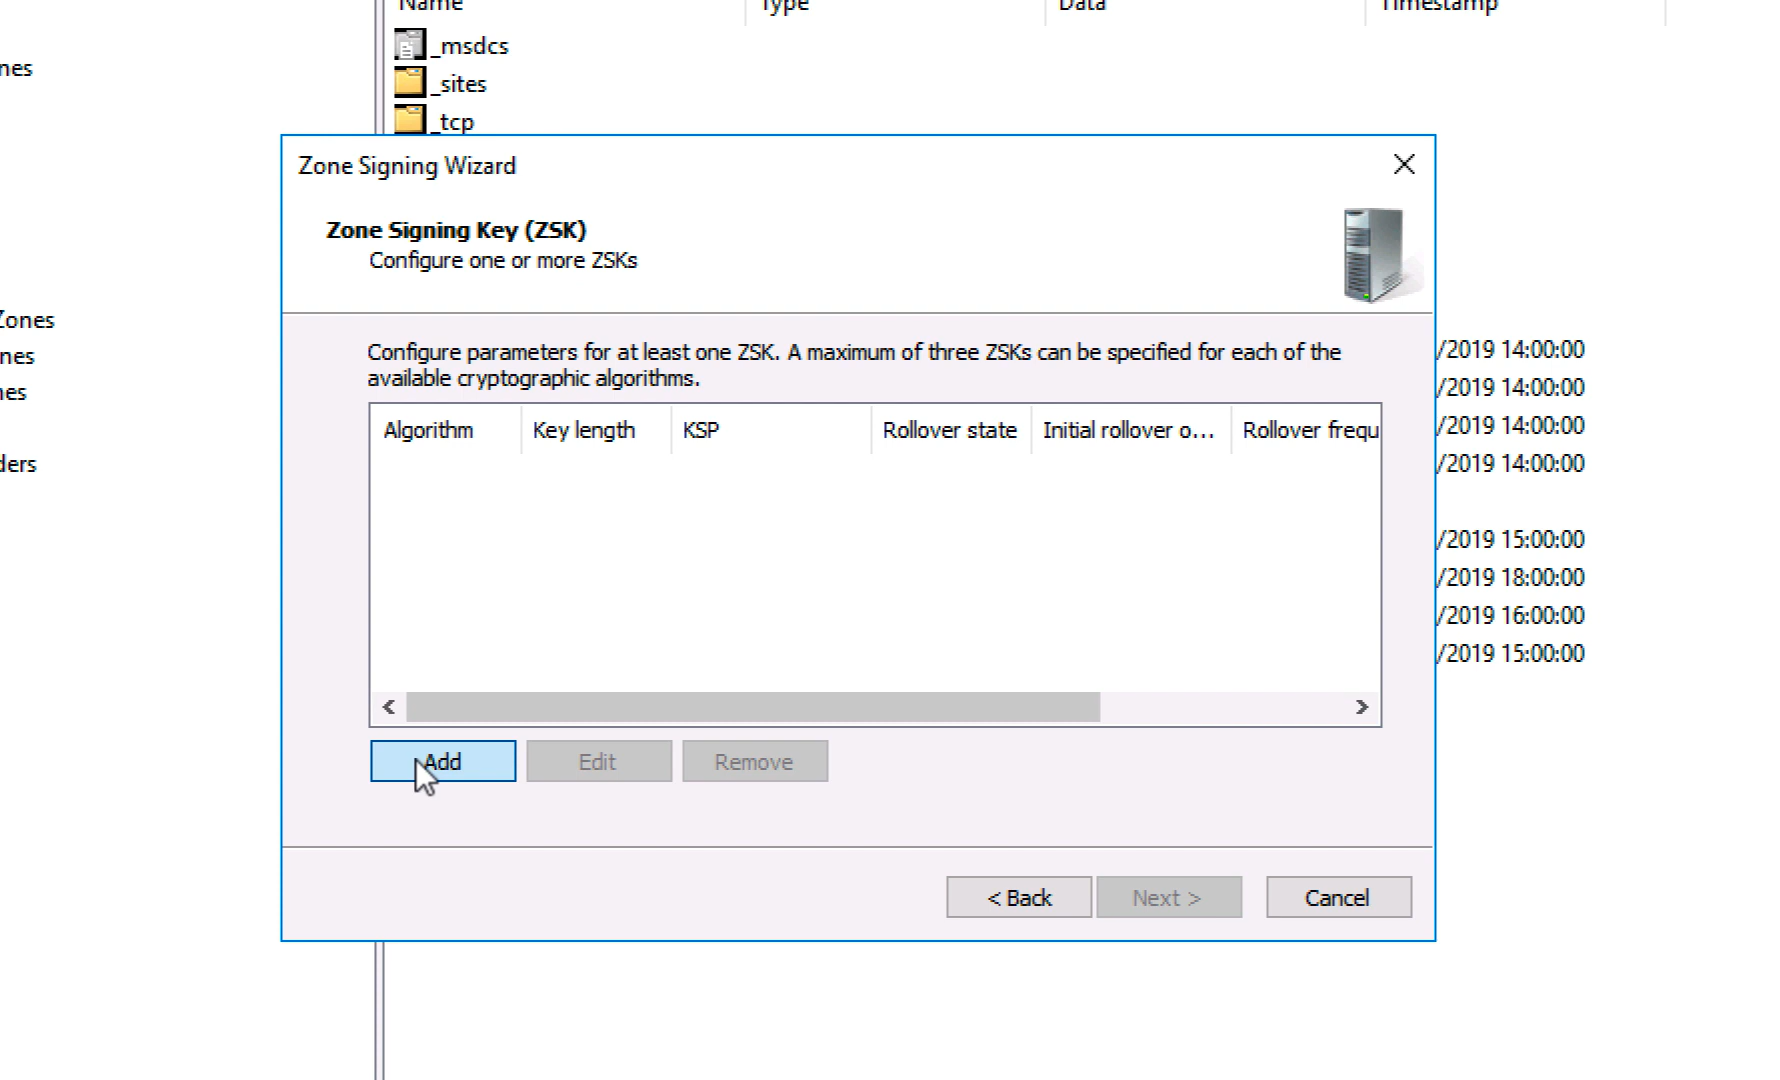 Name Type Data Timestamp
_msdcs
nes
_sites
_tcp
Zone Signing Wizard
Zone Signing Key (ZSK)
Configure one or more ZSKs
Zones
nes
nes
ders
Configure parameters for at least one ZSK. A maximum of three ZSKs can be specified for each of the
available cryptographic algorithms.
Algorithm Key length KSP Rollover state Initial rollover o... Rollover frequ
/2019 14:00:00
/2019 14:00:00
/2019 14:00:00
/2019 14:00:00
/2019 15:00:00
/2019 18:00:00
/2019 16:00:00
/2019 15:00:00
Add Edit Remove
< Back Next > Cancel